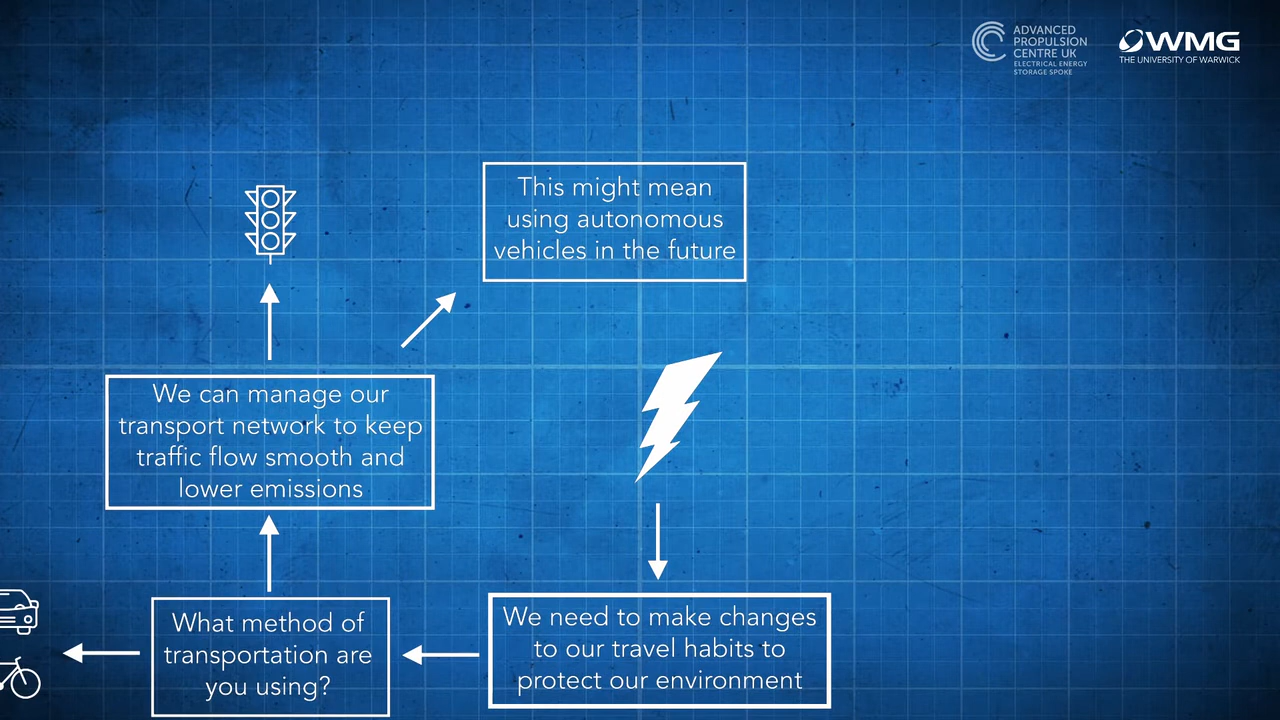 ADVANCED
PROPULSION
CENTRE UK
ELECTRICAL ENERGY
STORAGE SPOKE
WMG
THE UNIVERSITY OF WARWICK
This might mean
using autonomous
vehicles in the future
We can manage our
transport network to keep
traffic flow smooth and
lower emissions
What method of
transportation are
you using?
We need to make changes
to our travel habits to
protect our environment